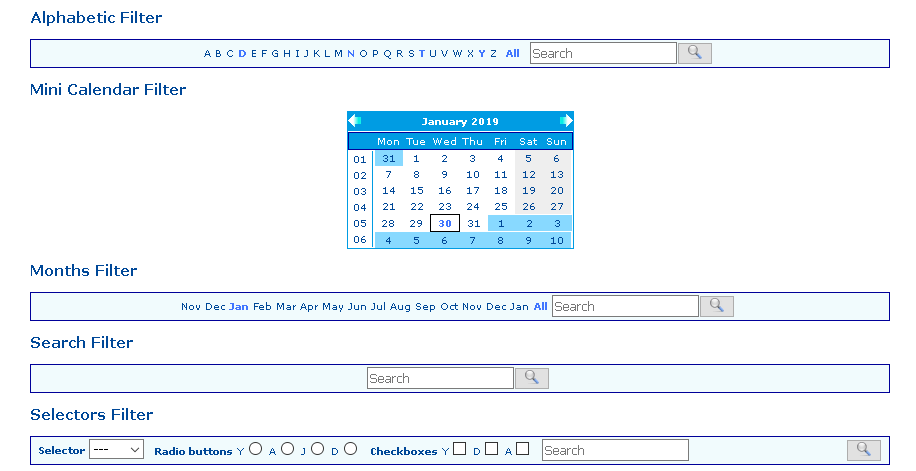 Alphabetic Filter
A B C D E F G H I J K L M N O P Q R S T U V W X Y Z All Search
Mini Calendar Filter
January 2019
Mon Tue Wed Thu Fri Sat Sun
01 31 1 2 3 4 5 6
02 7 8 9 10 11 12 13
03 14 15 16 17 18 19 20
04 21 22 23 24 25 26 27
05 28 29 30 31 1 2 3
06 4 5 6 7 8 9 10
Months Filter
Nov Dec Jan Feb Mar Apr May Jun Jul Aug Sep Oct Nov Dec Jan All Search
Search Filter
Search
Selectors Filter
Selector --- Radio buttons Y A J D Checkboxes Y D A Search